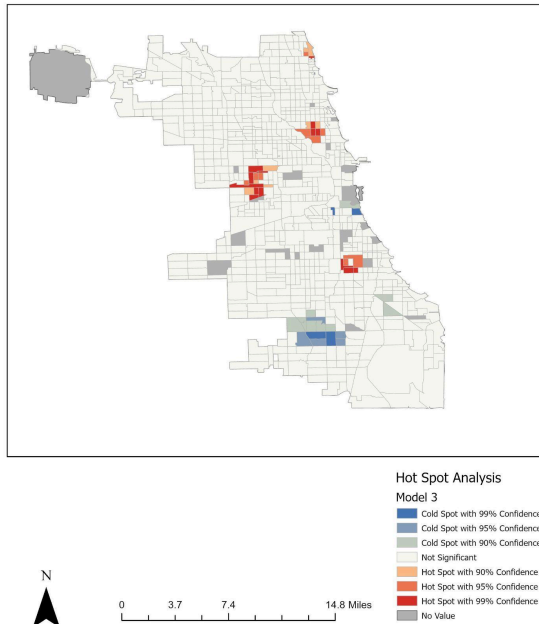 Hot Spot Analysis
Model 3
Cold Spot with 99% Confidence
Cold Spot with 95% Confidence
Cold Spot with 90% Confidence
Not Significant
Hot Spot with 90% Confidence
Hot Spot with 95% Confidence
Hot Spot with 99% Confidence
No Value
N
0 3.7 7.4 14.8 Miles